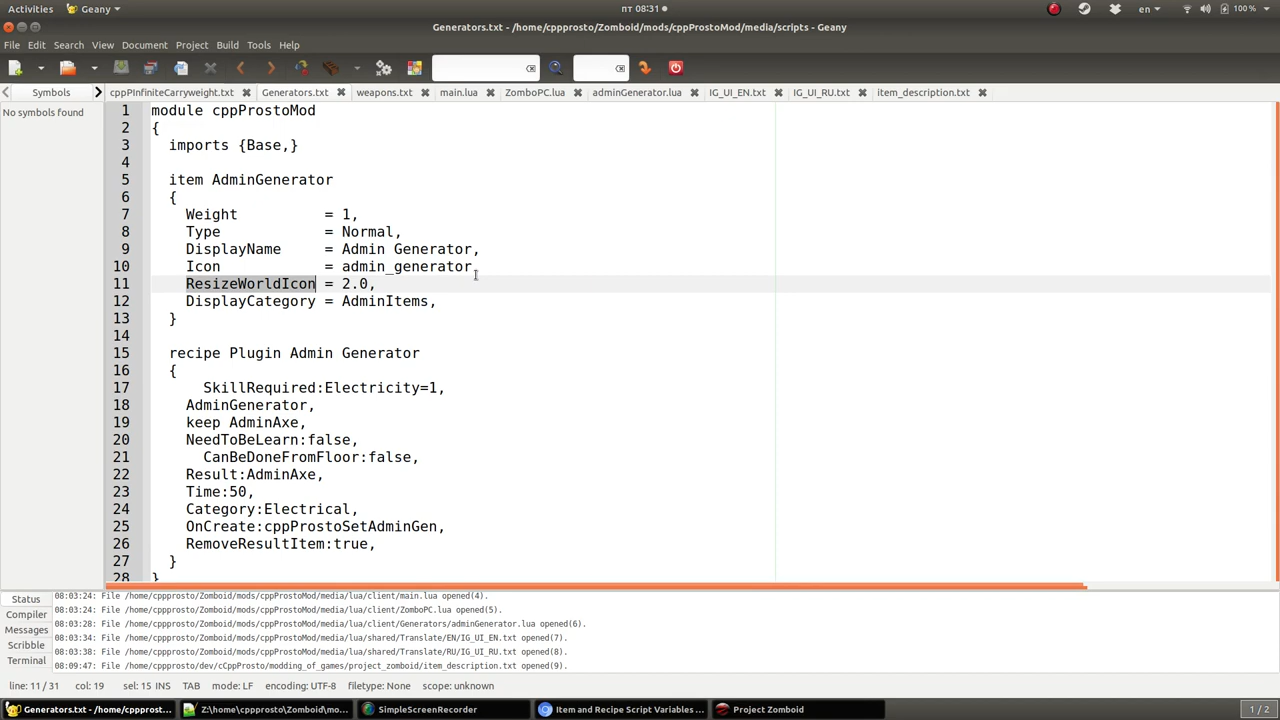 Activities Geany пт 08:31 en 100 %
Generators.txt - /home/cppprosto/Zomboid/mods/cppProstoMod/media/scripts - Geany
File Edit Search View Document Project Build Tools Help
Symbols cppPInfiniteCarryweight.txt Generators.txt weapons.txt main.lua ZomboPC.lua adminGenerator.lua IG_UI_EN.txt IG_UI_RU.txt item_description.txt
No symbols found
1 module cppProstoMod
2 {
3 imports {Base,}
4
5 item AdminGenerator
6 {
7 Weight = 1,
8 Type = Normal,
9 DisplayName = Admin Generator,
10 Icon = admin_generator,
11 ResizeWorldIcon = 2.0,
12 DisplayCategory = AdminItems,
13 }
14
15 recipe Plugin Admin Generator
16 {
17 SkillRequired:Electricity=1,
18 AdminGenerator,
19 keep AdminAxe,
20 NeedToBeLearn:false,
21 CanBeDoneFromFloor:false,
22 Result:AdminAxe,
23 Time:50,
24 Category:Electrical,
25 OnCreate:cppProstoSetAdminGen,
26 RemoveResultItem:true,
27 }
28 }
Status
Compiler
Messages
Scribble
Terminal
08:03:24: File /home/cppprosto/Zomboid/mods/cppProstoMod/media/lua/client/main.lua opened(4).
08:03:24: File /home/cppprosto/Zomboid/mods/cppProstoMod/media/lua/client/ZomboPC.lua opened(5).
08:03:28: File /home/cppprosto/Zomboid/mods/cppProstoMod/media/lua/client/Generators/adminGenerator.lua opened(6).
08:03:34: File /home/cppprosto/Zomboid/mods/cppProstoMod/media/lua/shared/Translate/EN/IG_UI_EN.txt opened(7).
08:03:38: File /home/cppprosto/Zomboid/mods/cppProstoMod/media/lua/shared/Translate/RU/IG_UI_RU.txt opened(8).
08:09:47: File /home/cppprosto/dev/cCppProsto/modding_of_games/project_zomboid/item_description.txt opened(9).
line: 11 / 31 col: 19 sel: 15 INS TAB mode: LF encoding: UTF-8 filetype: None scope: unknown
Generators.txt - /home/cppprost... Z:\home\cppprosto\Zomboid\mo... SimpleScreenRecorder Item and Recipe Script Variables ... Project Zomboid 1 / 2